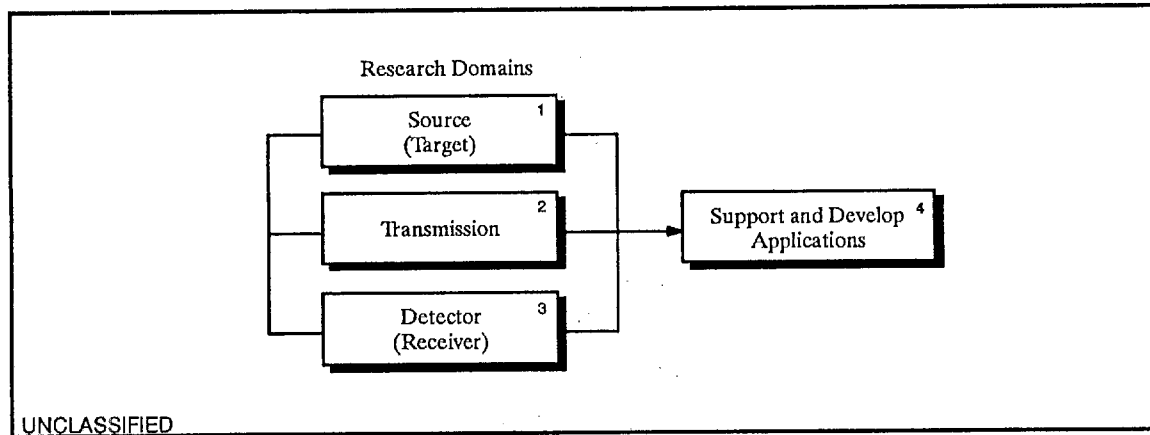 Research Domains
1
Source
(Target)
2
Transmission
3
Detector
(Receiver)
Support and Develop 4
Applications
UNCLASSIFIED